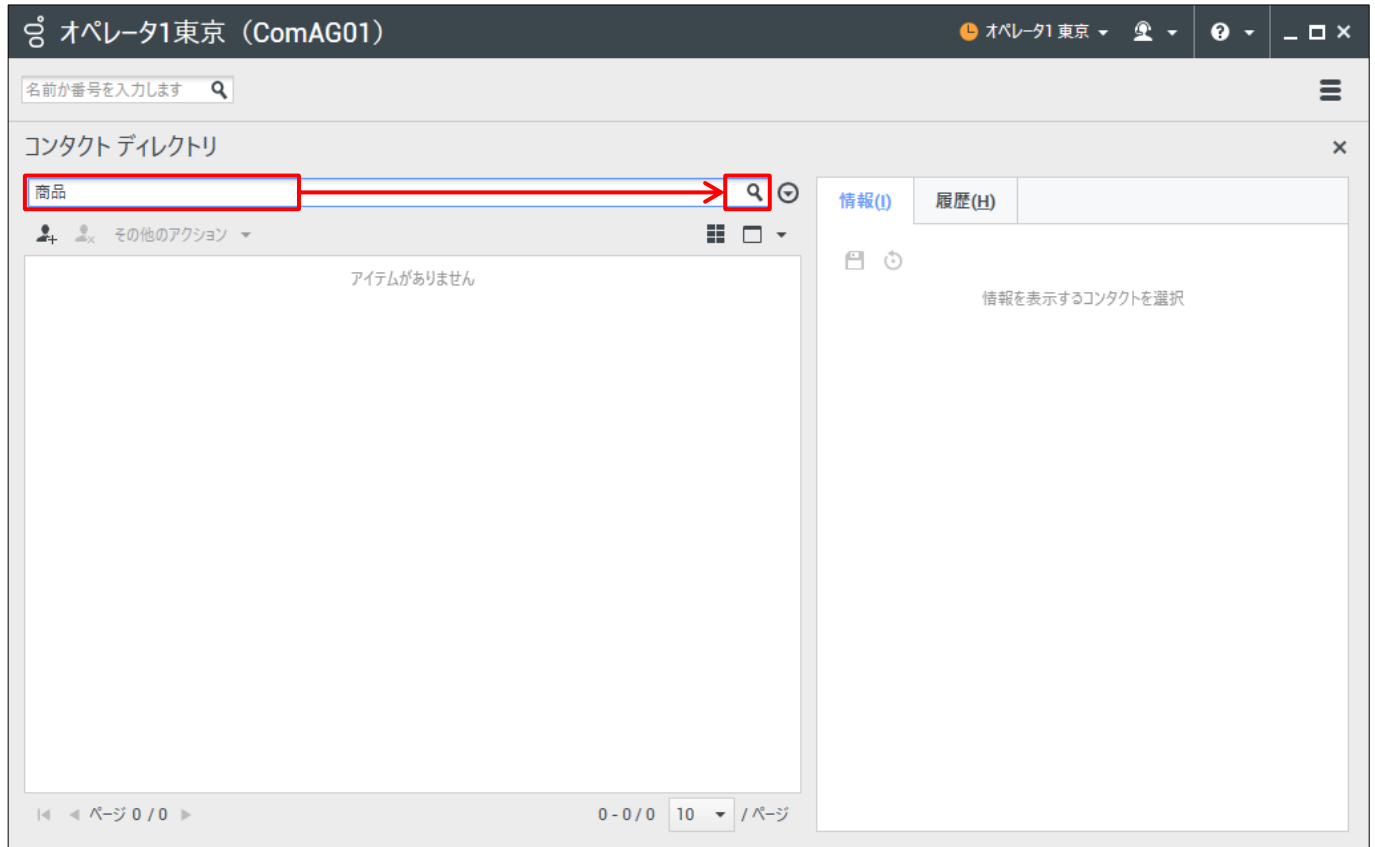 オペレータ1東京（ComAG01）
オペレータ1 東京
名前か番号を入力します
コンタクト ディレクトリ
商品
その他のアクション
アイテムがありません
ページ 0 / 0
0 - 0 / 0 10 / ページ
情報(I) 履歴(H)
情報を表示するコンタクトを選択